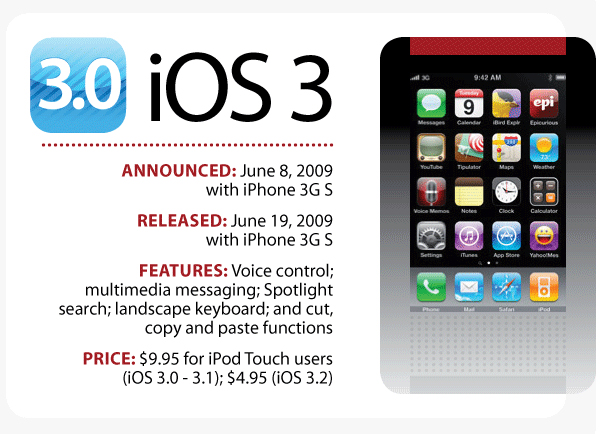 3.0 iOS 3
ANNOUNCED: June 8, 2009
with iPhone 3G S
RELEASED: June 19, 2009
with iPhone 3G S
FEATURES: Voice control;
multimedia messaging; Spotlight
search; landscape keyboard; and cut,
copy and paste functions
PRICE: $9.95 for iPod Touch users
(iOS 3.0 - 3.1); $4.95 (iOS 3.2)
3G 9:42 AM
Tuesday
9
epi
Messages Calendar iBird Explr Epicurious
280
73°
YouTube Tipulator Maps Weather
Voice Memos Notes Clock Calculator
Settings iTunes App Store Yahoo!Mes
Phone Mail Safari iPod